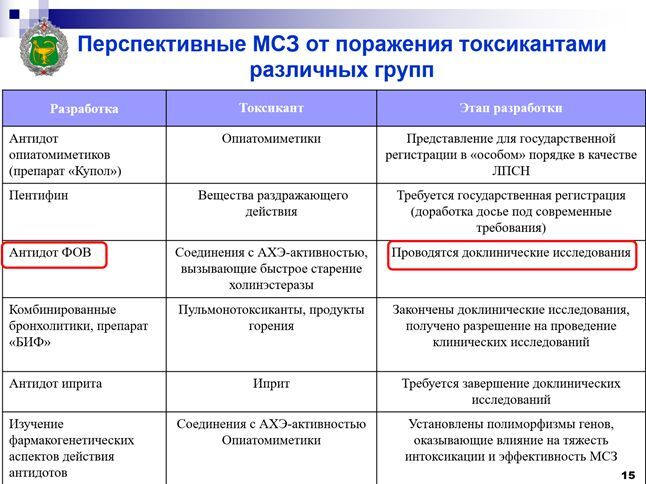 Перспективные МСЗ от поражения токсикантами
различных групп
Разработка
Токсикант
Этап разработки
Антидот
опиатомиметиков
(препарат «Купол»)
Опиатомиметики
Представление для государственной
регистрации в «особом» порядке в качестве
ЛПСН
Пентифин
Вещества раздражающего
действия
Требуется государственная регистрация
(доработка досье под современные
требования)
Антидот ФОВ
Соединения с АХЭ-активностью,
вызывающие быстрое старение
холинэстеразы
Проводятся доклинические исследования
Комбинированные
бронхолитики, препарат
«БИФ»
Пульмонотоксиканты, продукты
горения
Закончены доклинические исследования,
получено разрешение на проведение
клинических исследований
Антидот иприта
Иприт
Требуется завершение доклинических
исследований
Изучение
фармакогенетических
аспектов действия
антидотов
Соединения с АХЭ-активностью
Опиатомиметики
Установлены полиморфизмы генов,
оказывающие влияние на тяжесть
интоксикации и эффективность МСЗ
15